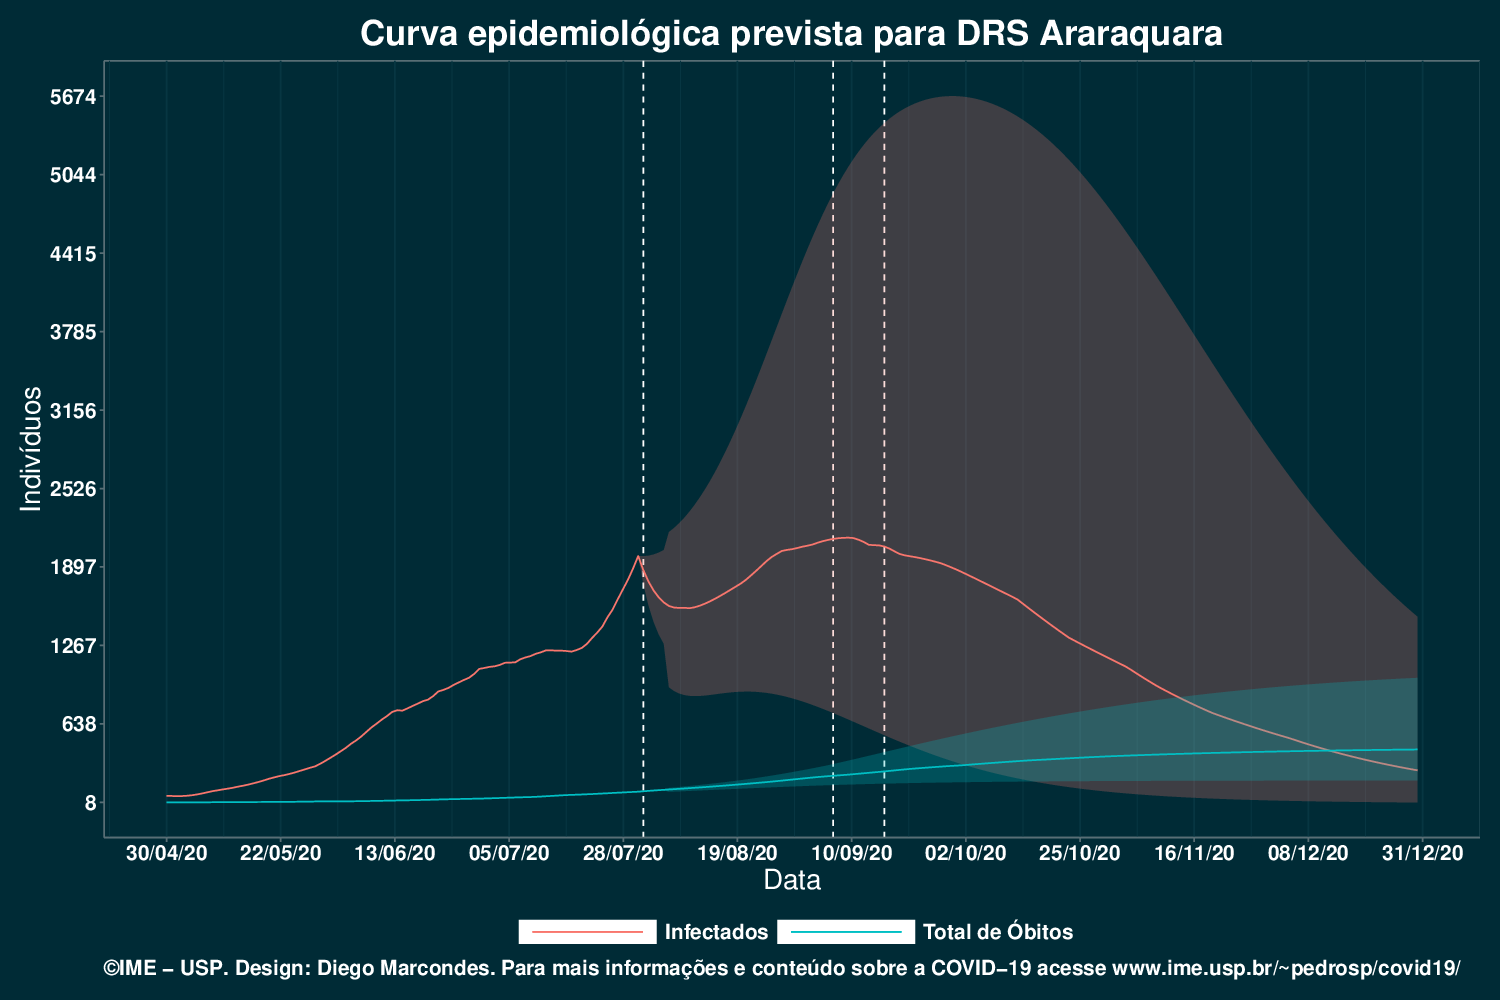 Curva epidemiológica prevista para DRS Araraquara
Indivíduos
5674
5044
4415
3785
3156
2526
1897
1267
638
8
30/04/20 22/05/20 13/06/20 05/07/20 28/07/20 19/08/20 10/09/20 02/10/20 25/10/20 16/11/20 08/12/20 31/12/20
Data
Infectados Total de Óbitos
©IME – USP. Design: Diego Marcondes. Para mais informações e conteúdo sobre a COVID–19 acesse www.ime.usp.br/~pedrosp/covid19/